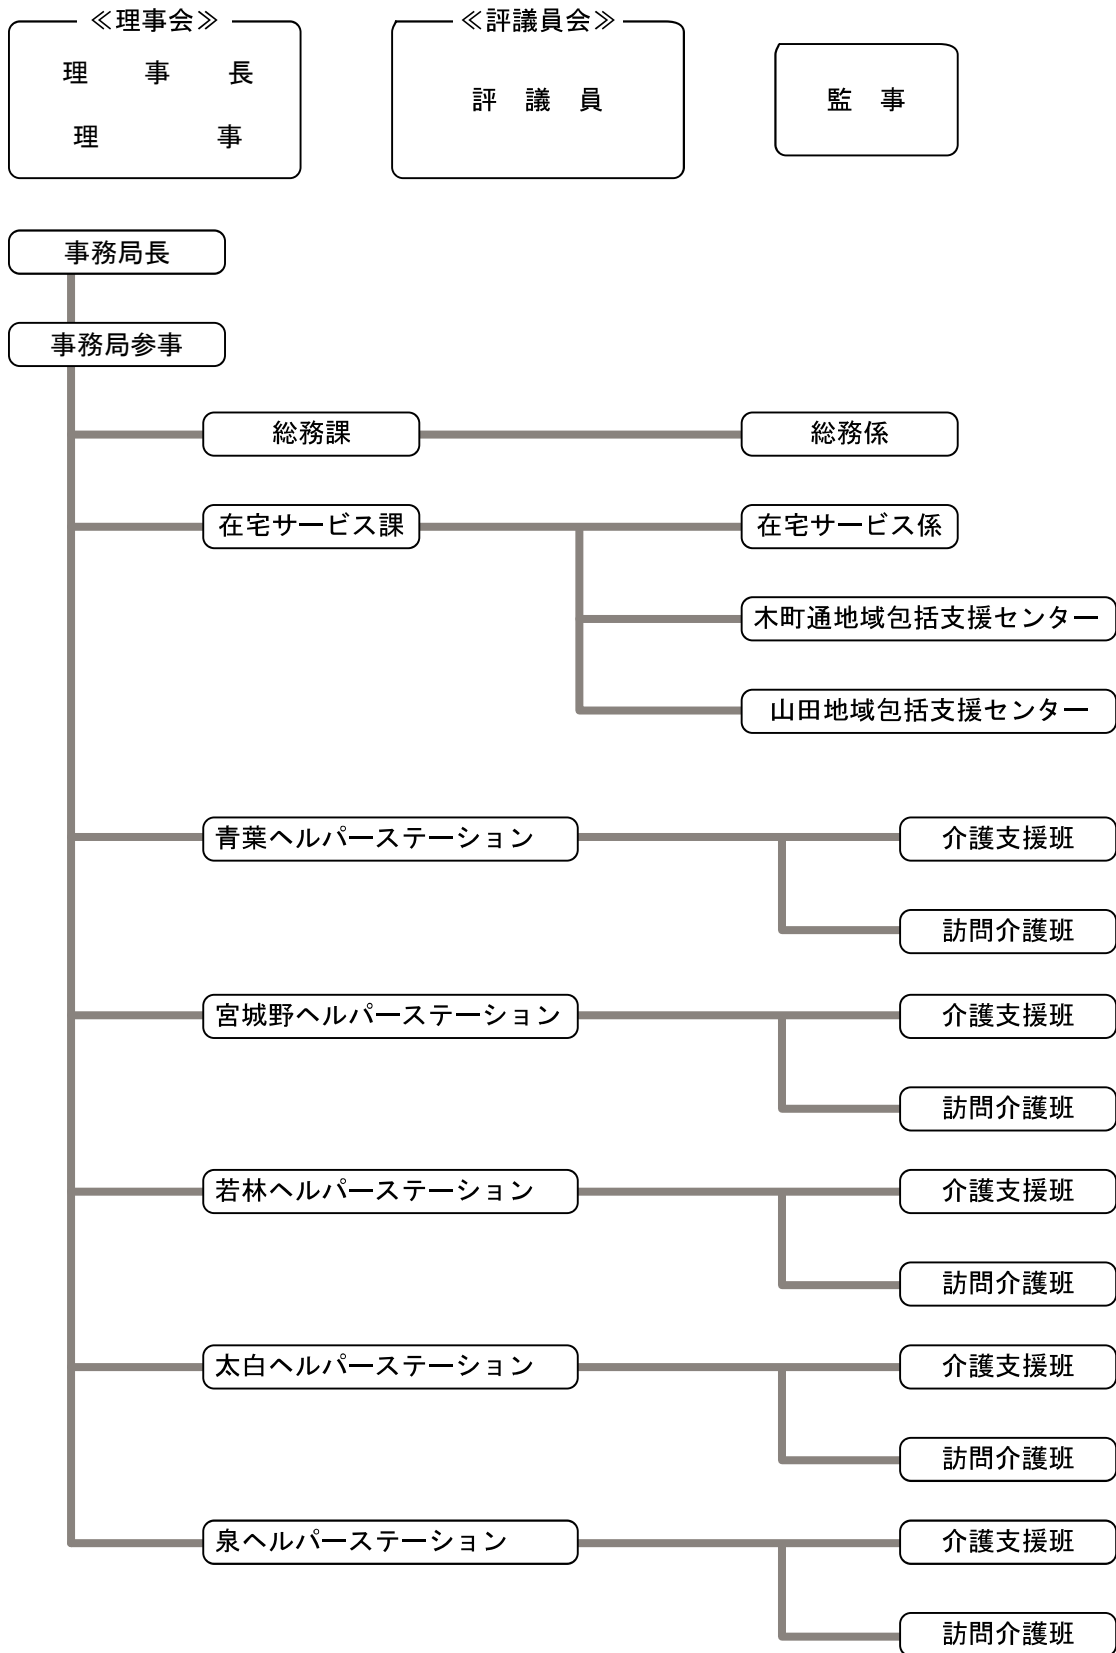 ≪理事会≫
理事長
理事
≪評議員会≫
評議員
監事
事務局長
事務局参事
総務課
総務係
在宅サービス課
在宅サービス係
木町通地域包括支援センター
山田地域包括支援センター
青葉ヘルパーステーション
介護支援班
訪問介護班
宮城野ヘルパーステーション
介護支援班
訪問介護班
若林ヘルパーステーション
介護支援班
訪問介護班
太白ヘルパーステーション
介護支援班
訪問介護班
泉ヘルパーステーション
介護支援班
訪問介護班